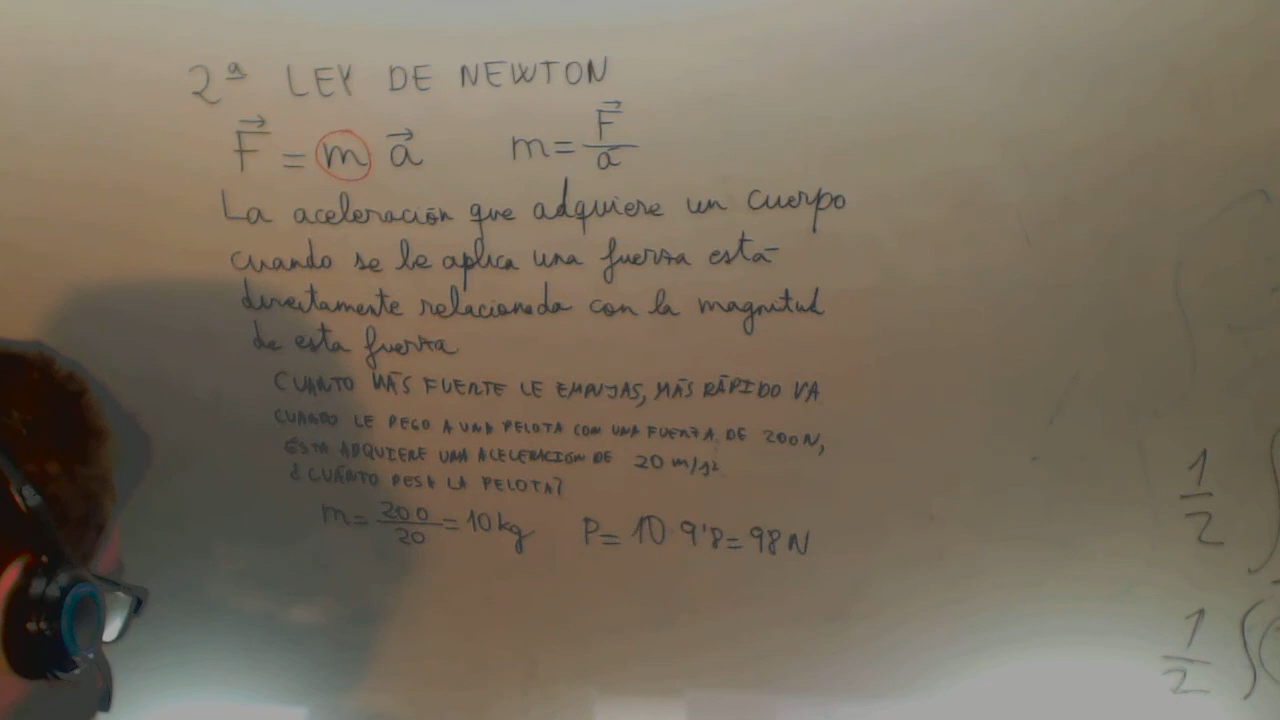 2ª LEY DE NEWTON
F⃗ = m a⃗     m = F⃗/a⃗
La aceleración que adquiere un cuerpo
cuando se le aplica una fuerza está
directamente relacionada con la magnitud
de esta fuerza
CUANTO MÁS FUERTE LE EMPUJAS, MÁS RÁPIDO VA
CUANDO LE PEGO A UNA PELOTA CON UNA FUERZA DE 200N,
ÉSTA ADQUIERE UNA ACELERACIÓN DE 20 m/s²
¿CUÁNTO PESA LA PELOTA?
m = 200/20 = 10 kg     P = 10·9'8 = 98 N
1/2 ∫
1/2 ∫